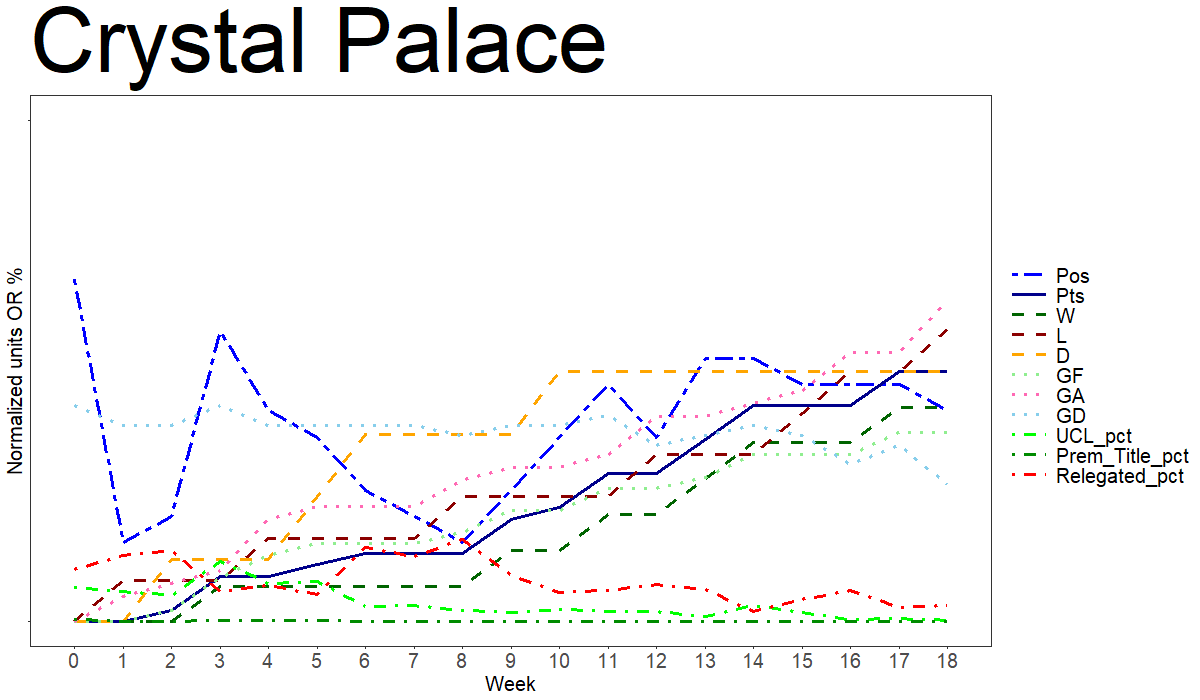 Crystal Palace
Normalized units OR %
0 1 2 3 4 5 6 7 8 9 10 11 12 13 14 15 16 17 18
Week
Pos
Pts
W
L
D
GF
GA
GD
UCL_pct
Prem_Title_pct
Relegated_pct